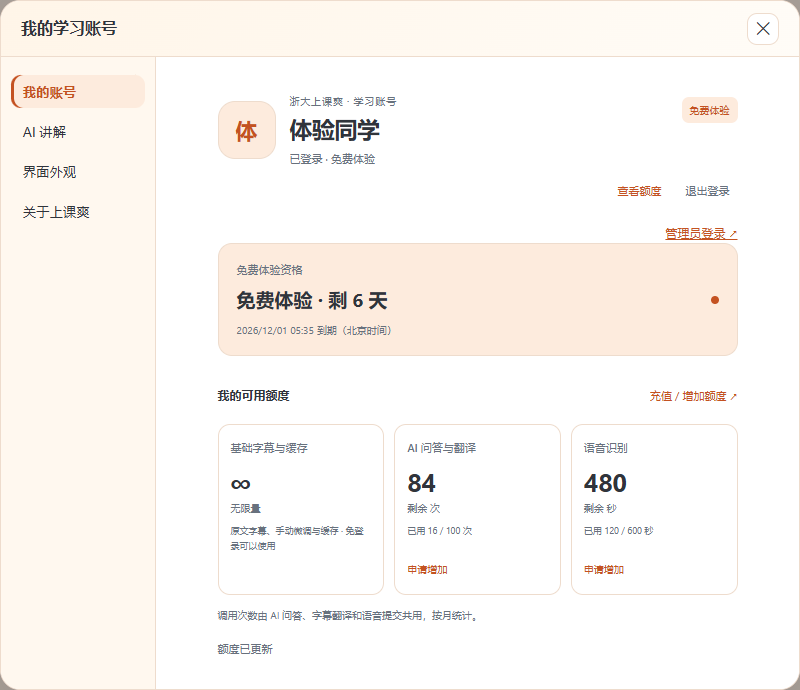 我的学习账号
我的账号
AI 讲解
界面外观
关于上课爽
体
浙大上课爽 · 学习账号
体验同学
已登录 · 免费体验
免费体验
查看额度
退出登录
管理员登录 ↗
免费体验资格
免费体验 · 剩 6 天
2026/12/01 05:35 到期（北京时间）
我的可用额度
充值 / 增加额度 ↗
基础字幕与缓存
∞
无限量
原文字幕、手动微调与缓存 · 免登
录可以使用
AI 问答与翻译
84
剩余 次
已用 16 / 100 次
申请增加
语音识别
480
剩余 秒
已用 120 / 600 秒
申请增加
调用次数由 AI 问答、字幕翻译和语音提交共用，按月统计。
额度已更新